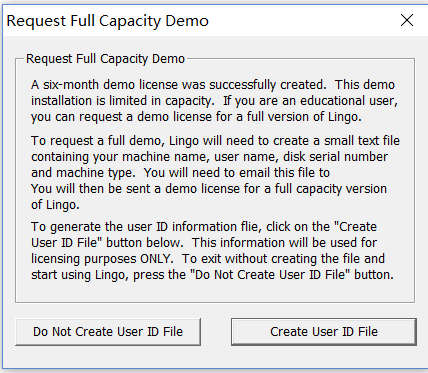 Request Full Capacity Demo
Request Full Capacity Demo
A six-month demo license was successfully created.  This demo
installation is limited in capacity.  If you are an educational user,
you can request a demo license for a full version of Lingo.
To request a full demo, Lingo will need to create a small text file
containing your machine name, user name, disk serial number
and machine type.  You will need to email this file to
You will then be sent a demo license for a full capacity version
of Lingo.
To generate the user ID information flie, click on the "Create
User ID File" button below.  This information will be used for
licensing purposes ONLY.  To exit without creating the file and
start using Lingo, press the "Do Not Create User ID File" button.
Do Not Create User ID File
Create User ID File